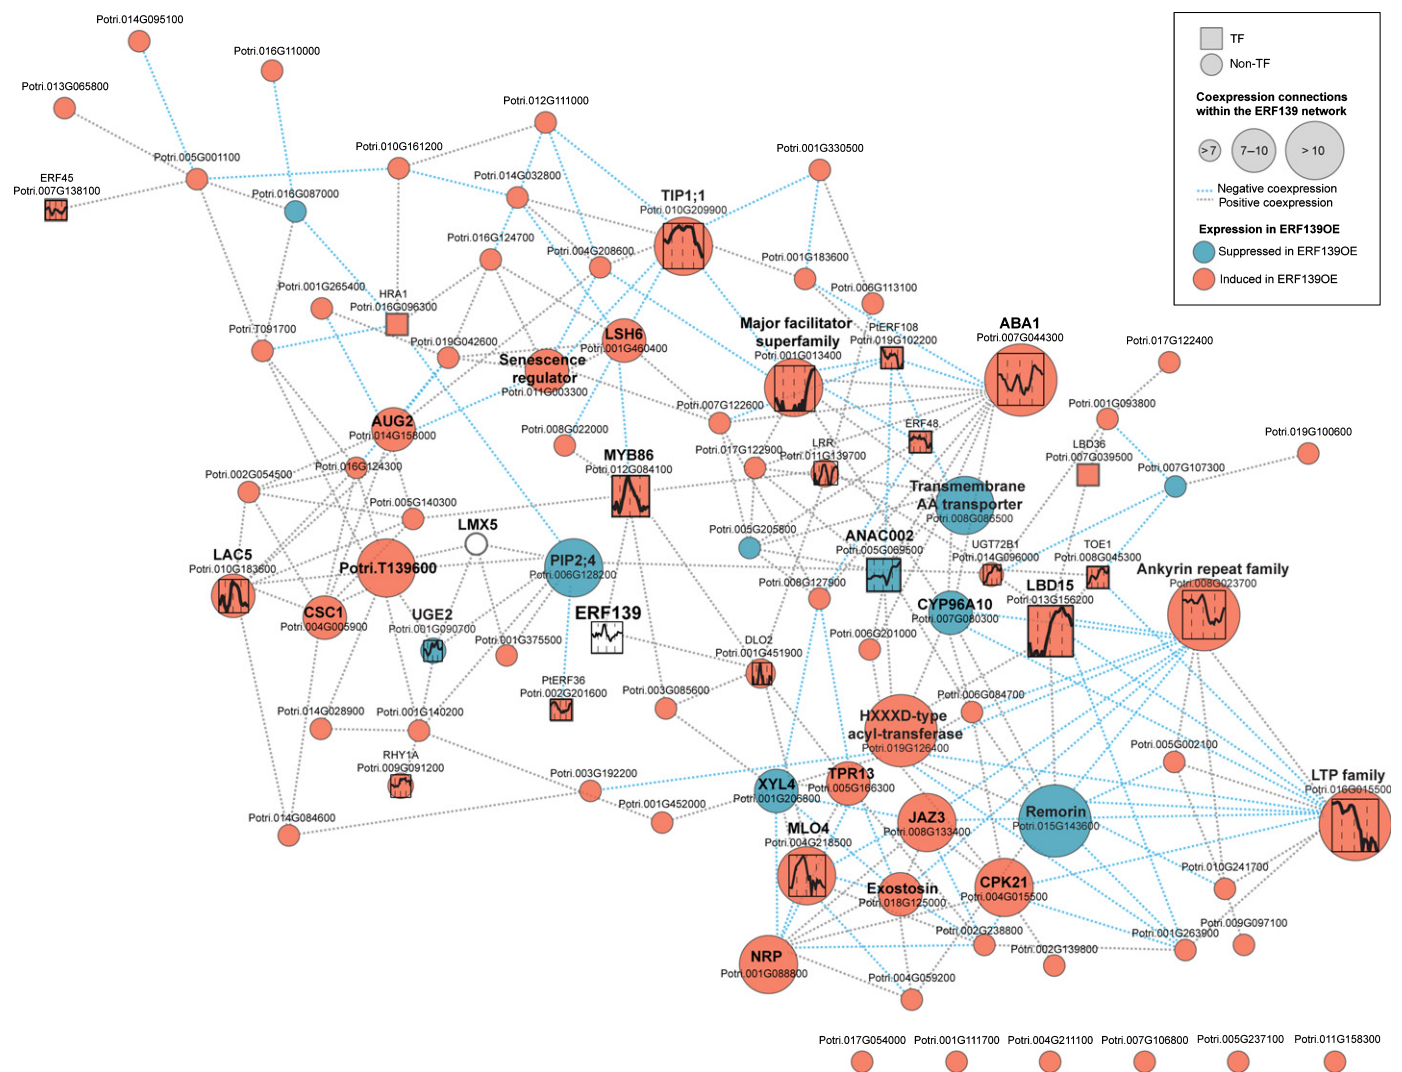 Potri.014G095100
Potri.016G110000
Potri.013G065800
Potri.012G111000
Potri.010G161200
Potri.001G330500
Potri.005G001100
ERF45
Potri.007G138100
Potri.016G087000
Potri.014G032800
TIP1;1
Potri.010G209900
Potri.016G124700
Potri.004G208600
Potri.001G183600
Potri.001G265400
HRA1
Potri.016G096300
Potri.006G113100
Potri.T091700
Potri.019G042600
LSH6
Potri.001G460400
Senescence
regulator
Potri.011G003300
Major facilitator
superfamily
Potri.001G013400
PtERF108
Potri.019G102200
ABA1
Potri.007G044300
Potri.017G122400
AUG2
Potri.014G158000
Potri.008G022000
Potri.007G122600
ERF48
Potri.001G093800
Potri.019G100600
Potri.002G054500
Potri.016G124300
MYB86
Potri.012G084100
Potri.017G122900
LRR
Potri.011G139700
LBD36
Potri.007G039500
Potri.007G107300
Potri.005G140300
LMX5
Transmembrane
AA transporter
Potri.008G086500
Potri.005G205800
ANAC002
Potri.005G069500
UGT72B1
Potri.014G096000
TOE1
Potri.008G045300
LAC5
Potri.010G183600
Potri.T139600
PIP2;4
Potri.006G128200
Potri.008G127900
LBD15
Potri.013G156200
Ankyrin repeat family
Potri.008G023700
CSC1
Potri.004G005900
UGE2
Potri.001G090700
ERF139
CYP96A10
Potri.007G080300
Potri.001G375500
DLO2
Potri.001G451900
Potri.006G201000
PtERF36
Potri.002G201600
Potri.003G085600
Potri.006G084700
Potri.014G028900
Potri.001G140200
HXXXD-type
acyl-transferase
Potri.019G126400
RHY1A
Potri.009G091200
Potri.003G192200
Potri.005G002100
LTP family
Potri.016G015500
XYL4
Potri.001G206800
TPR13
Potri.005G166300
Potri.014G084600
Potri.001G452000
JAZ3
Potri.008G133400
Remorin
Potri.015G143600
MLO4
Potri.004G218500
Exostosin
Potri.018G125000
CPK21
Potri.004G015500
Potri.010G241700
Potri.002G238800
Potri.002G139800
Potri.001G263900
Potri.009G097100
NRP
Potri.001G088800
Potri.004G059200
Potri.017G054000
Potri.001G111700
Potri.004G211100
Potri.007G106800
Potri.005G237100
Potri.011G158300
TF
Non-TF
Coexpression connections
within the ERF139 network
> 7
7–10
> 10
Negative coexpression
Positive coexpression
Expression in ERF139OE
Suppressed in ERF139OE
Induced in ERF139OE